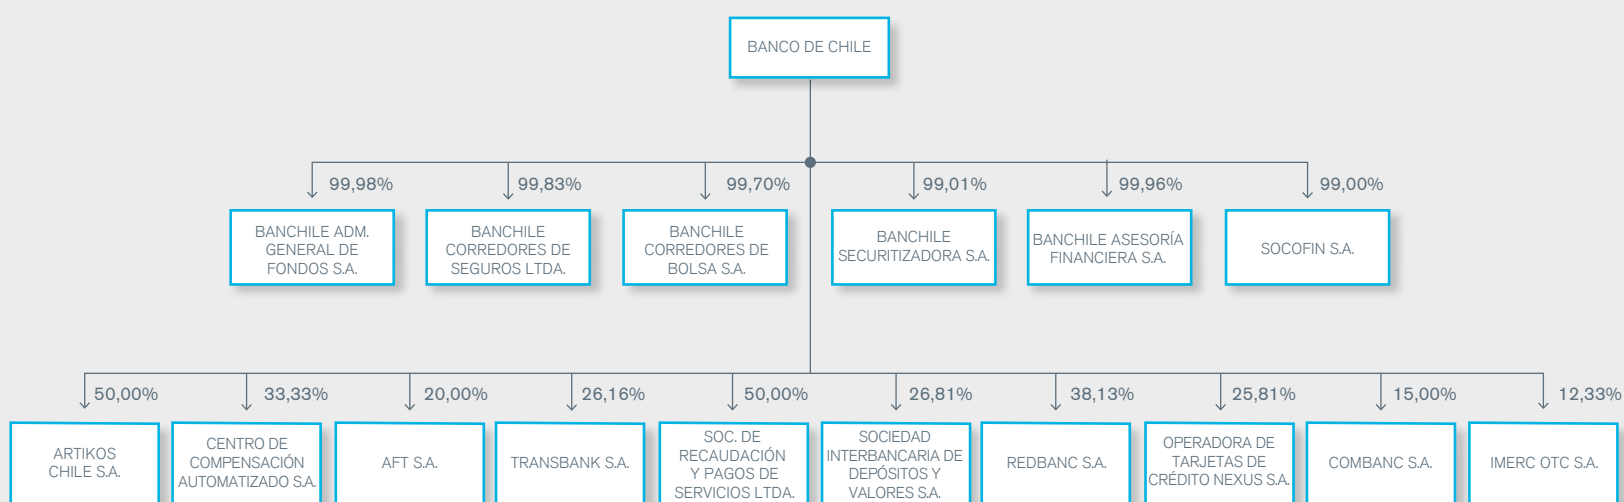 BANCO DE CHILE
99,98%
99,83%
99,70%
99,01%
99,96%
99,00%
BANCHILE ADM.
GENERAL DE
FONDOS S.A.
BANCHILE
CORREDORES DE
SEGUROS LTDA.
BANCHILE
CORREDORES DE
BOLSA S.A.
BANCHILE
SECURITIZADORA S.A.
BANCHILE ASESORÍA
FINANCIERA S.A.
SOCOFIN S.A.
50,00%
33,33%
20,00%
26,16%
50,00%
26,81%
38,13%
25,81%
15,00%
12,33%
ARTIKOS
CHILE S.A.
CENTRO DE
COMPENSACIÓN
AUTOMATIZADO S.A.
AFT S.A.
TRANSBANK S.A.
SOC. DE
RECAUDACIÓN
Y PAGOS DE
SERVICIOS LTDA.
SOCIEDAD
INTERBANCARIA DE
DEPÓSITOS Y
VALORES S.A.
REDBANC S.A.
OPERADORA DE
TARJETAS DE
CRÉDITO NEXUS S.A.
COMBANC S.A.
IMERC OTC S.A.